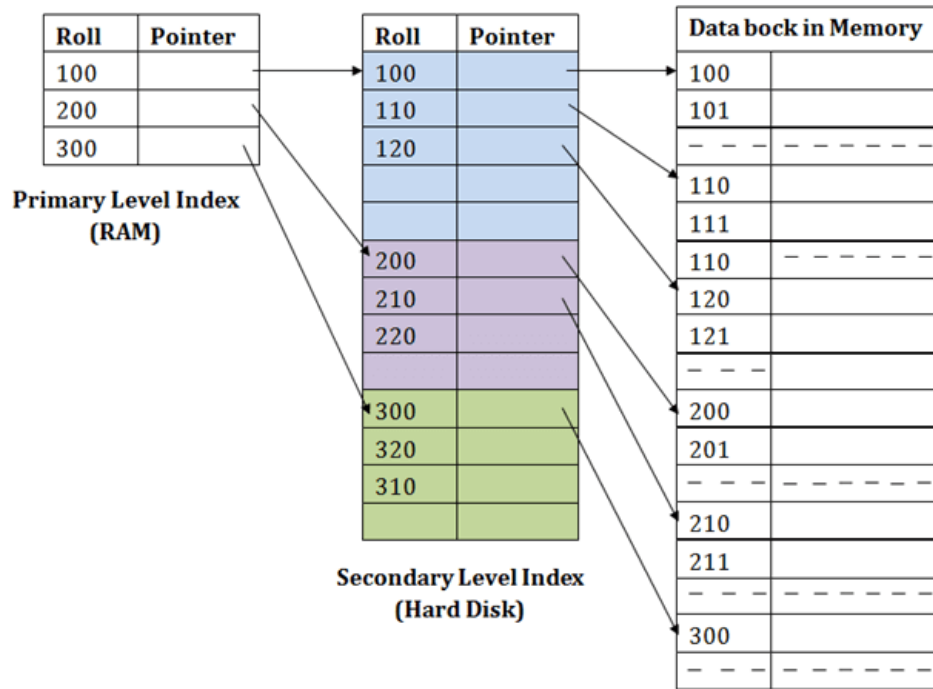 Roll Pointer
100
200
300
Primary Level Index
(RAM)
Roll Pointer
100
110
120
200
210
220
300
320
310
Secondary Level Index
(Hard Disk)
Data bock in Memory
100
101
– – – – – – – – –
110
111
110 – – – – – –
120
121
– – –
200
201
– – – – – – – – –
210
211
– – – – – – – – –
300
– – – – – – – – –